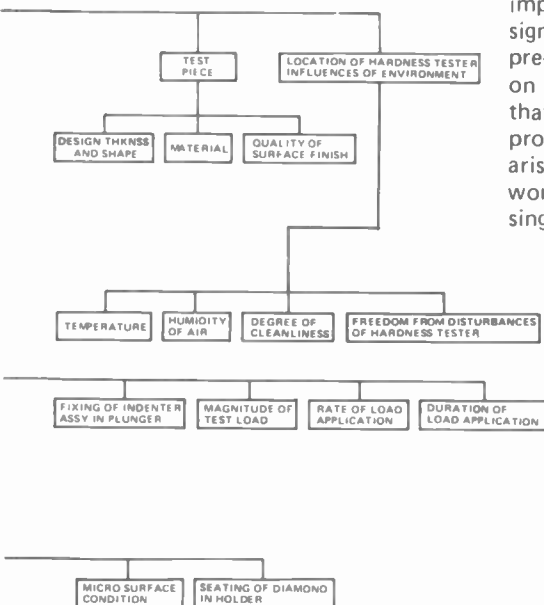 TEST
PIECE
LOCATION OF HARDNESS TESTER
INFLUENCES OF ENVIRONMENT
DESIGN THKNSS
AND SHAPE
MATERIAL
QUALITY OF
SURFACE FINISH
TEMPERATURE
HUMIDITY
OF AIR
DEGREE OF
CLEANLINESS
FREEDOM FROM DISTURBANCES
OF HARDNESS TESTER
FIXING OF INDENTER
ASSY IN PLUNGER
MAGNITUDE OF
TEST LOAD
RATE OF LOAD
APPLICATION
DURATION OF
LOAD APPLICATION
MICRO SURFACE
CONDITION
SEATING OF DIAMOND
IN HOLDER
imp
sign
pre-
on
tha
pro
aris
wor
sing